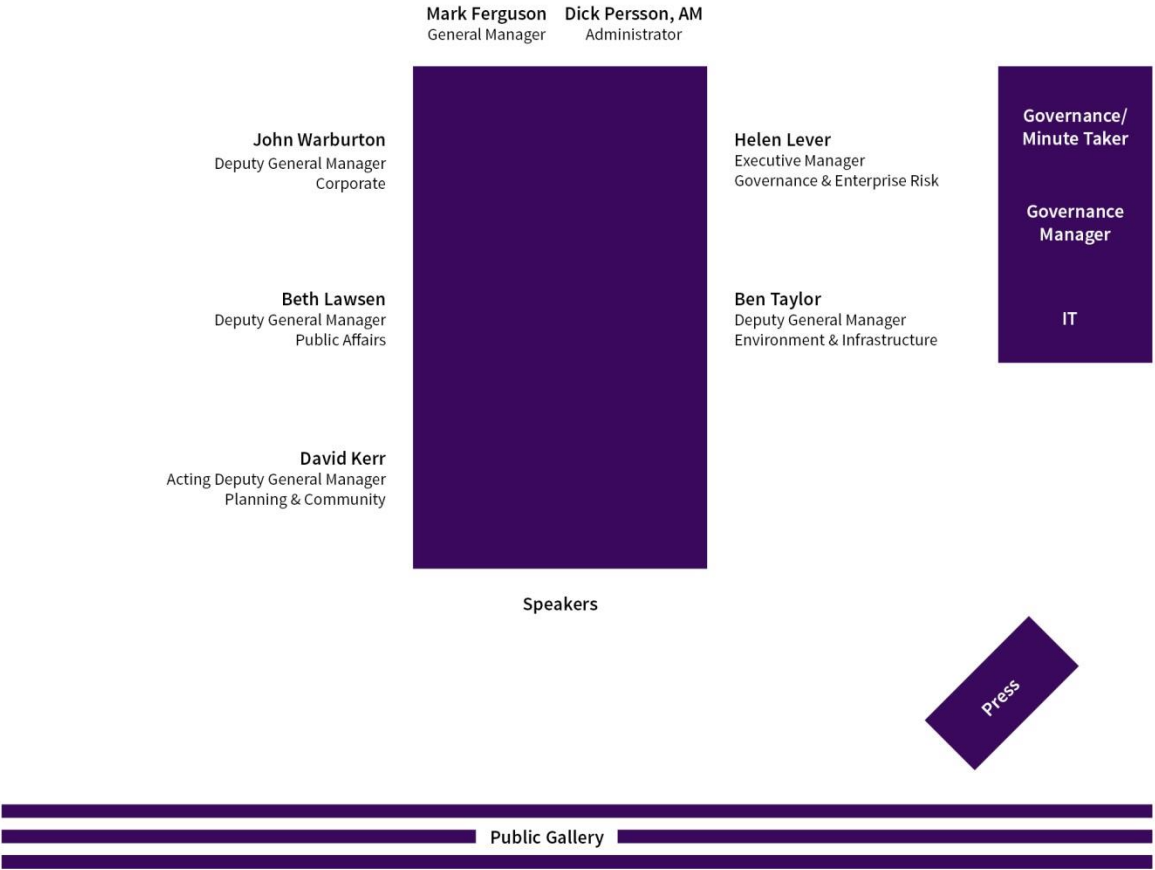 Mark Ferguson
General Manager
Dick Persson, AM
Administrator
John Warburton
Deputy General Manager
Corporate
Helen Lever
Executive Manager
Governance & Enterprise Risk
Governance/
Minute Taker
Governance
Manager
IT
Beth Lawsen
Deputy General Manager
Public Affairs
Ben Taylor
Deputy General Manager
Environment & Infrastructure
David Kerr
Acting Deputy General Manager
Planning & Community
Speakers
Press
Public Gallery